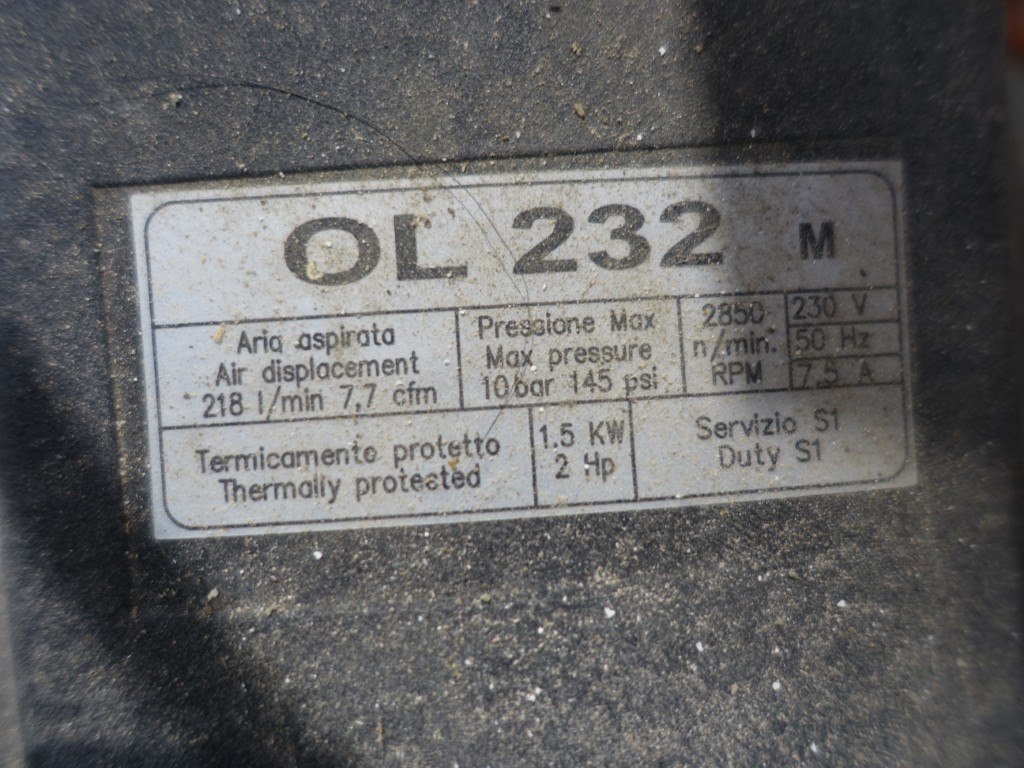 OL 232 M
Aria aspirata
Air displacement
218 l/min 7,7 cfm
Pressione Max
Max pressure
10 bar 145 psi
2850
n/min.
RPM
230 V
50 Hz
7,5 A
Termicamente protetto
Thermally protected
1.5 KW
2 Hp
Servizio S1
Duty S1